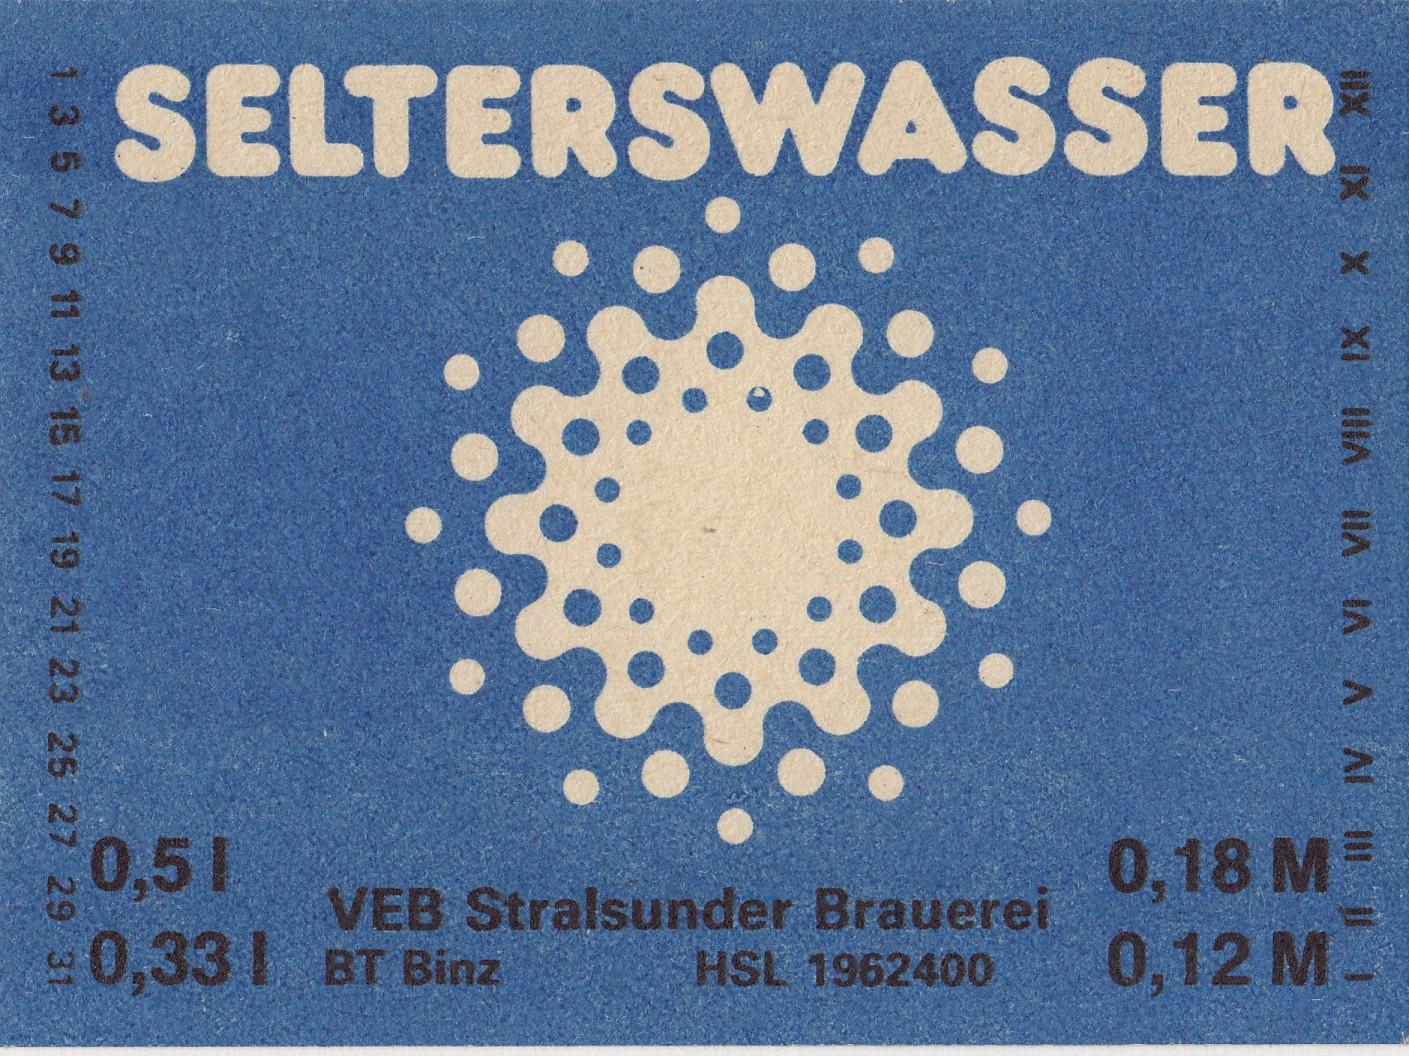 SELTERSWASSER
1 3 5 7 9 11 13 15 17 19 21 23 25 27 29 31
XII XI X IX VIII VII VI V IV III II I
0,5 l
0,18 M
0,33 l
0,12 M
VEB Stralsunder Brauerei
BT Binz HSL 1962400